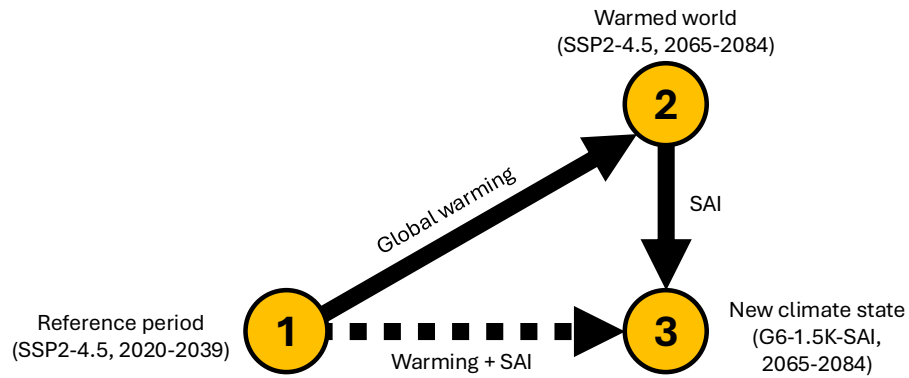 Warmed world
(SSP2-4.5, 2065-2084)
2
Global warming
SAI
Reference period
(SSP2-4.5, 2020-2039)
1
Warming + SAI
3
New climate state
(G6-1.5K-SAI,
2065-2084)